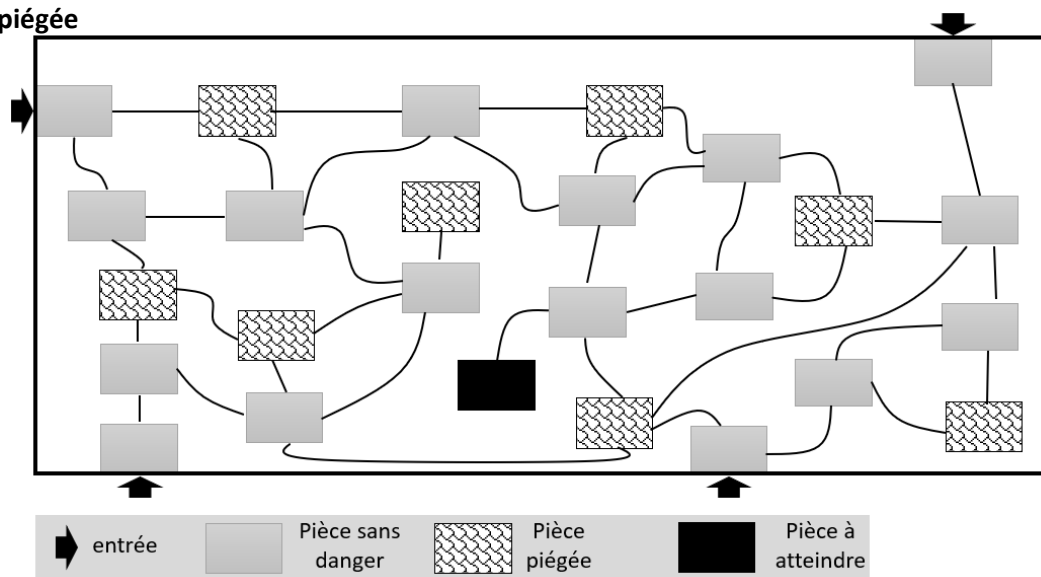 piégée
entrée
Pièce sans
danger
Pièce
piégée
Pièce à
atteindre